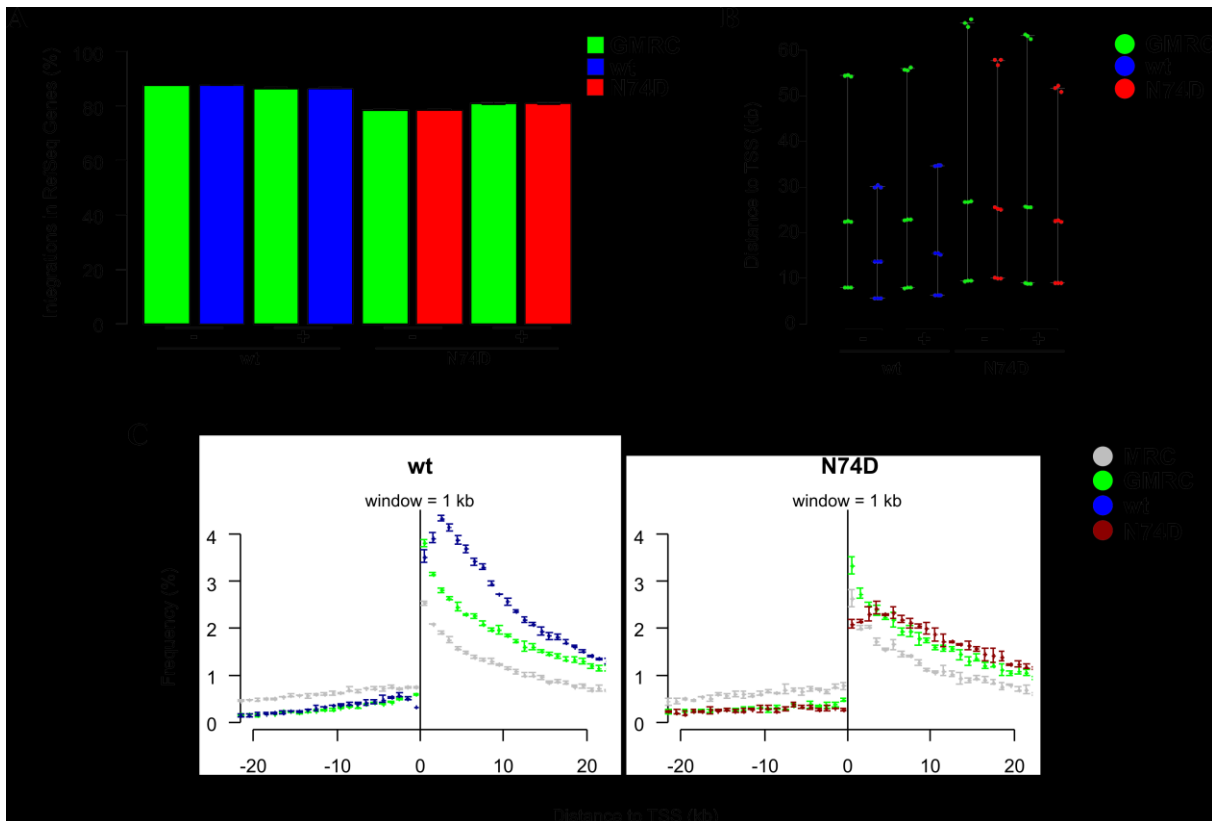 A
Integrations in RefSeq Genes (%)
100
80
60
40
20
0
- + - +
wt N74D
GMRC
wt
N74D
B
Distance to TSS (kb)
60
50
40
30
20
10
0
- + - +
wt N74D
GMRC
wt
N74D
C
wt
window = 1 kb
Frequency (%)
4
3
2
1
0
-20 -10 0 10 20
N74D
window = 1 kb
4
3
2
1
0
-20 -10 0 10 20
MRC
GMRC
wt
N74D
Distance to TSS (kb)